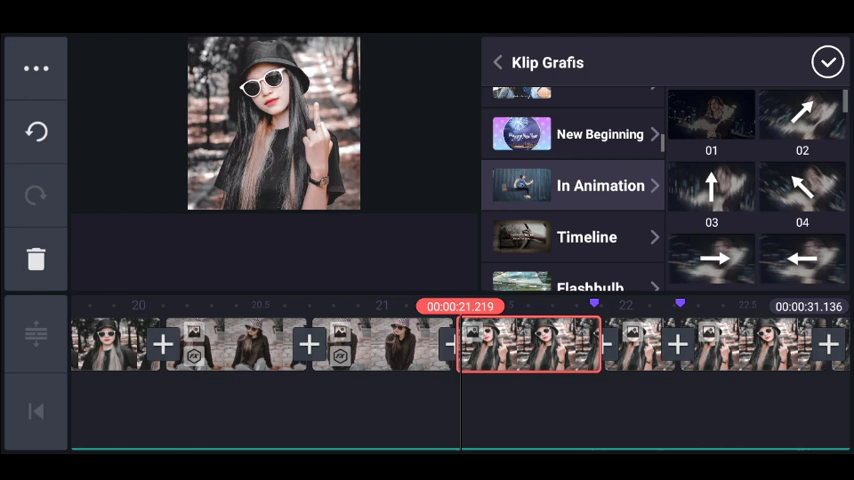 Klip Grafis
New Beginning
In Animation
Timeline
Flashbulb
01
02
03
04
20
20.5
21
00:00:21.219
22
22.5
00:00:31.136